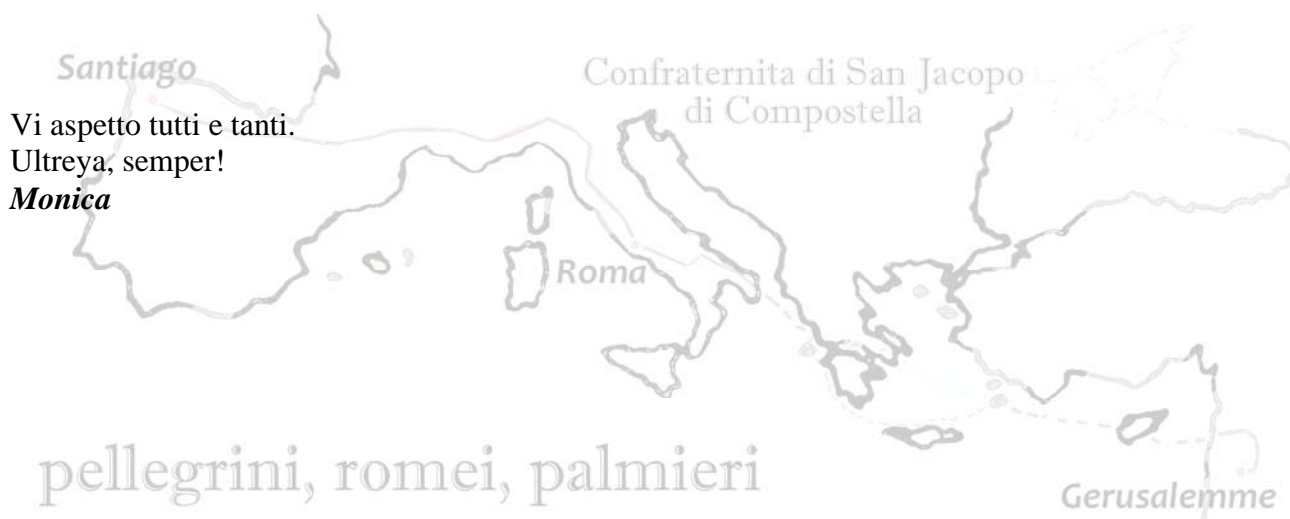 Santiago
Confraternita di San Jacopo
di Compostella
Vi aspetto tutti e tanti.
Ultreya, semper!
Monica
Roma
pellegrini, romei, palmieri
Gerusalemme